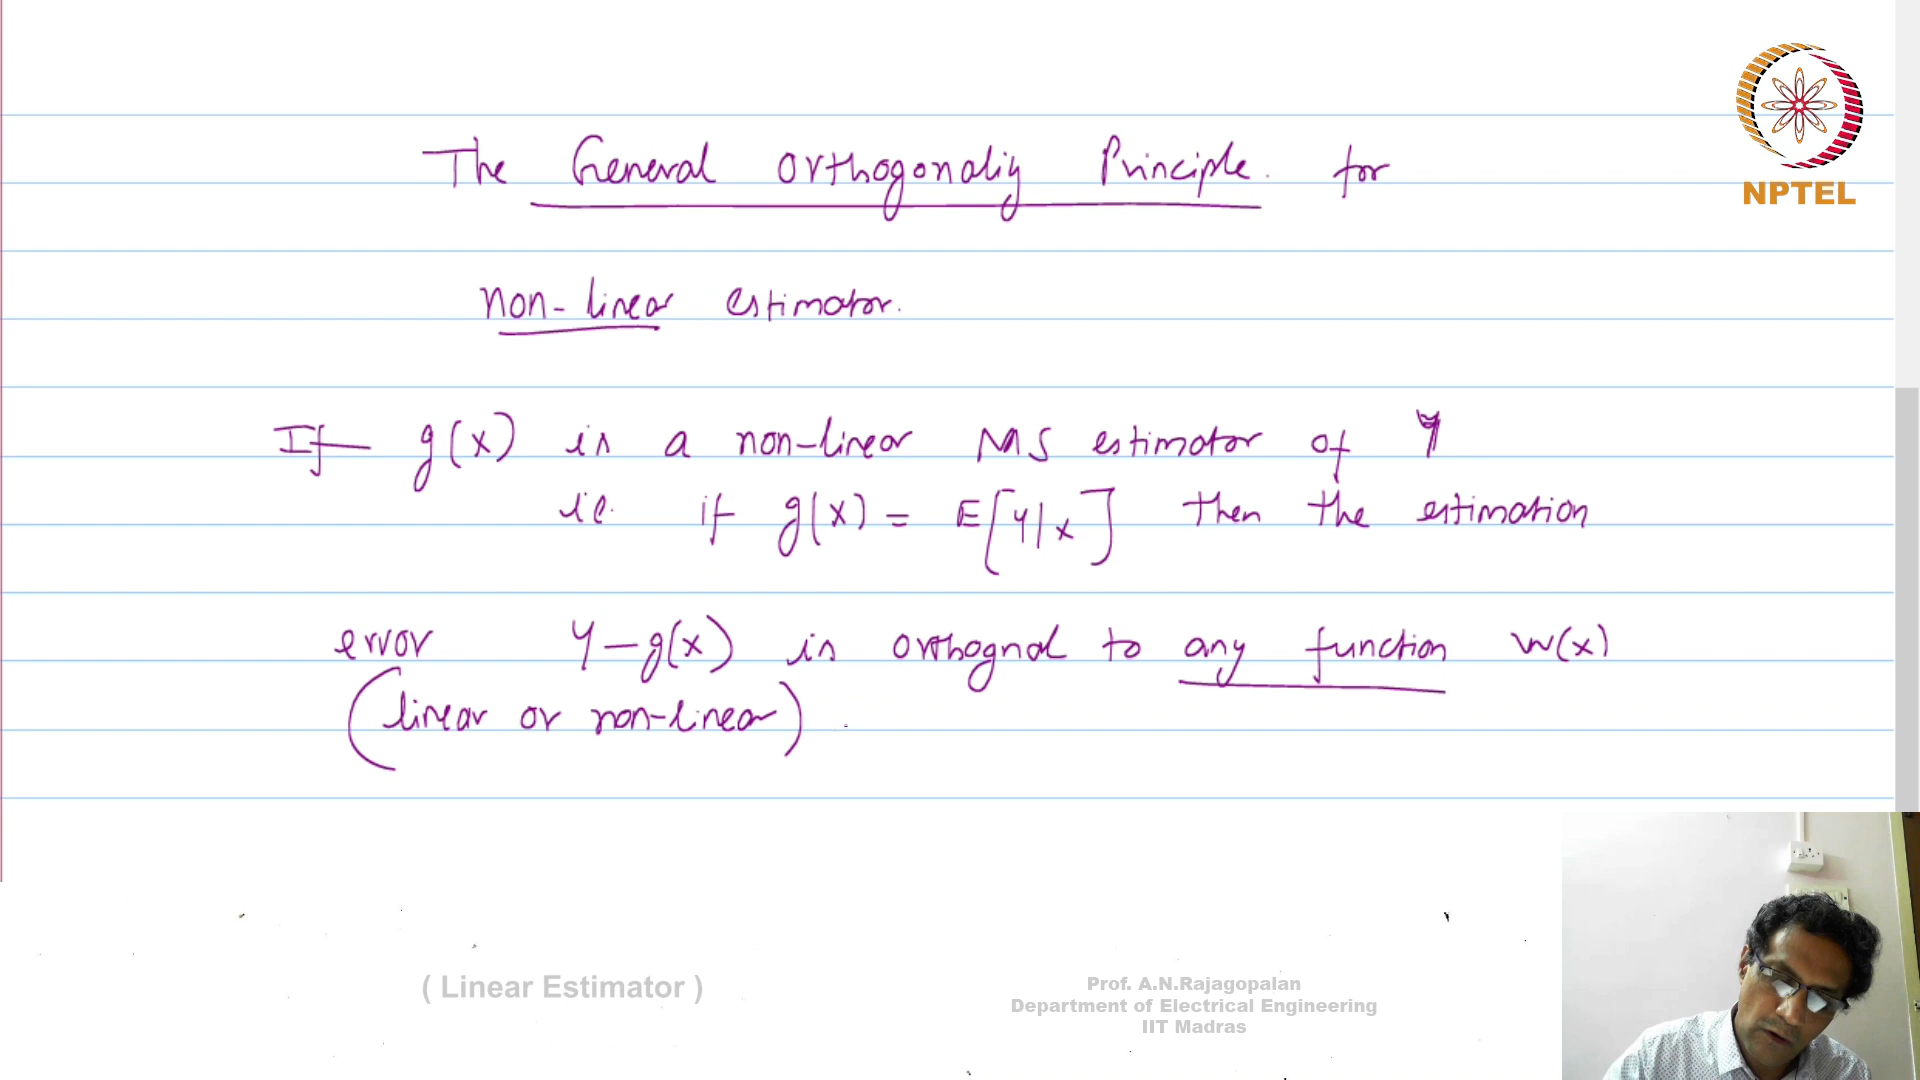 The General Orthogonaliy Principle. for
NPTEL
non-linear estimator.
If g(x) is a non-linear MS estimator of Y
ie. if g(x) = E[Y|x] then the estimation
error Y-g(x) is orthognal to any function w(x)
(linear or non-linear).
( Linear Estimator )
Prof. A.N.Rajagopalan
Department of Electrical Engineering
IIT Madras